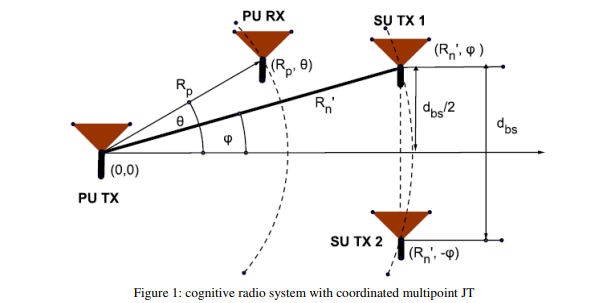 PU RX
SU TX 1
(Rn', φ )
(Rp, θ)
Rp
Rn'
dbs/2
dbs
θ
φ
(0,0)
PU TX
SU TX 2
(Rn', -φ)
Figure 1: cognitive radio system with coordinated multipoint JT